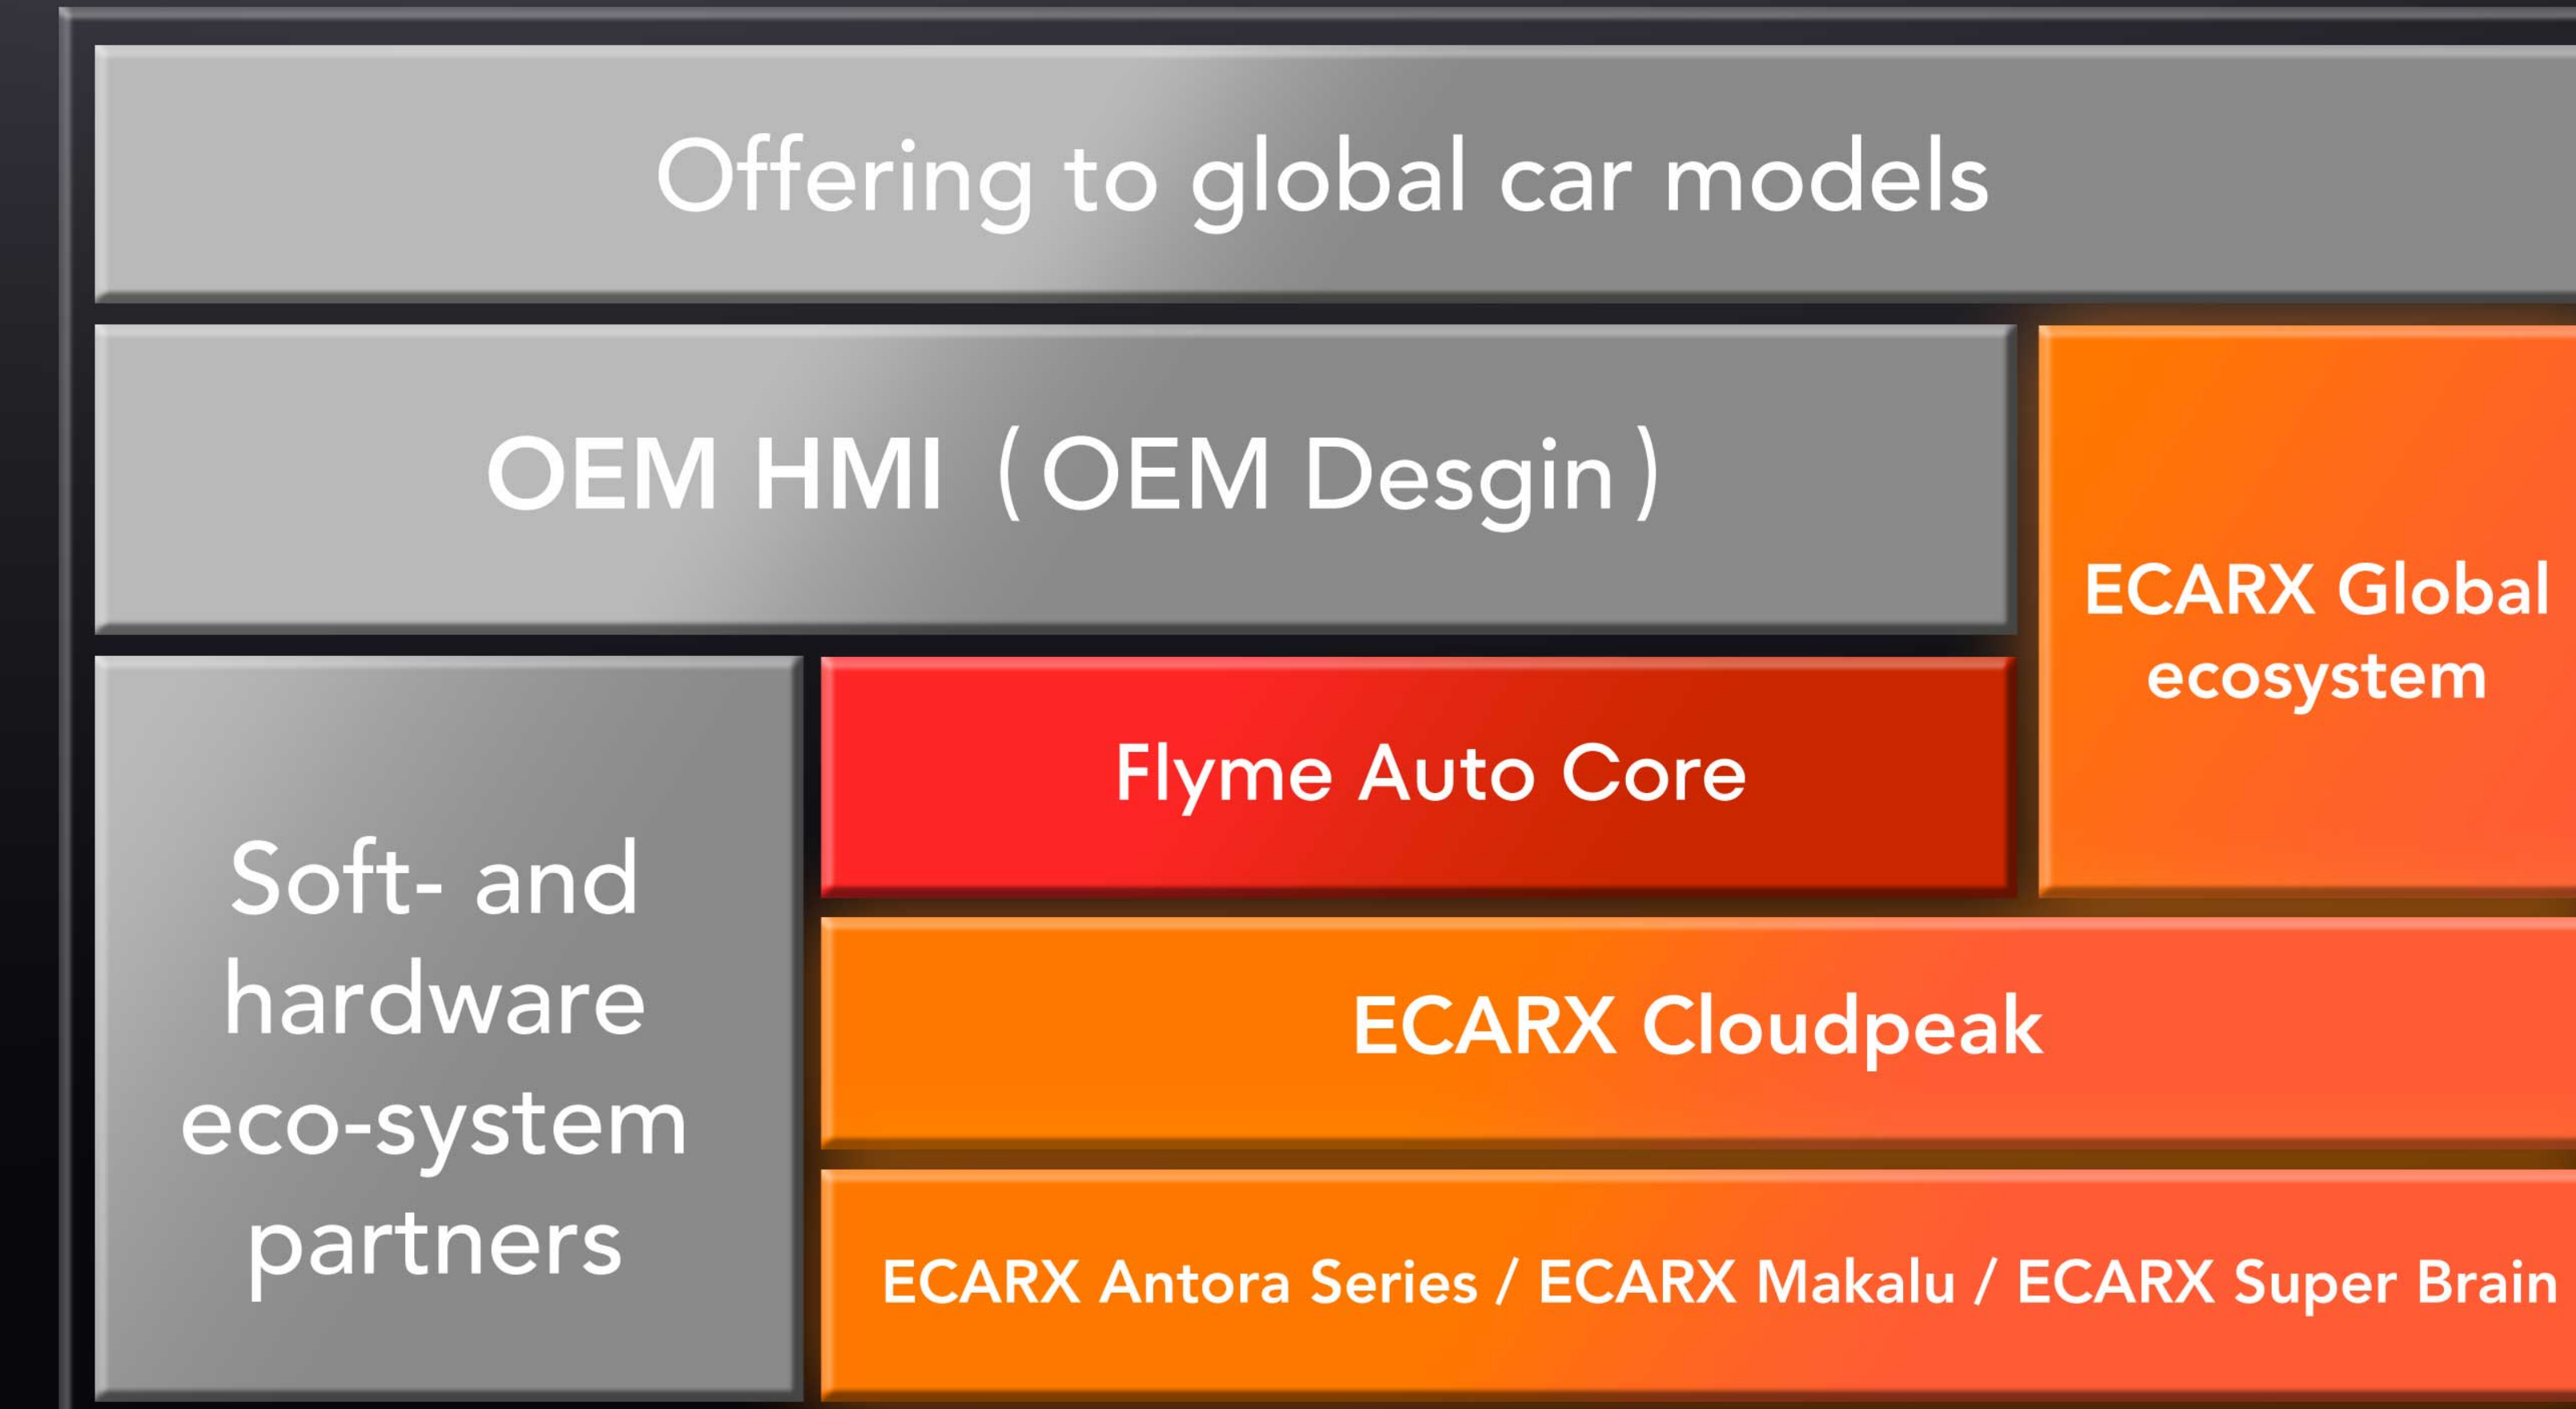 Offering to global car models
OEM HMI (OEM Desgin)
ECARX Global
ecosystem
Flyme Auto Core
Soft- and
hardware
eco-system
partners
ECARX Cloudpeak
ECARX Antora Series / ECARX Makalu / ECARX Super Brain